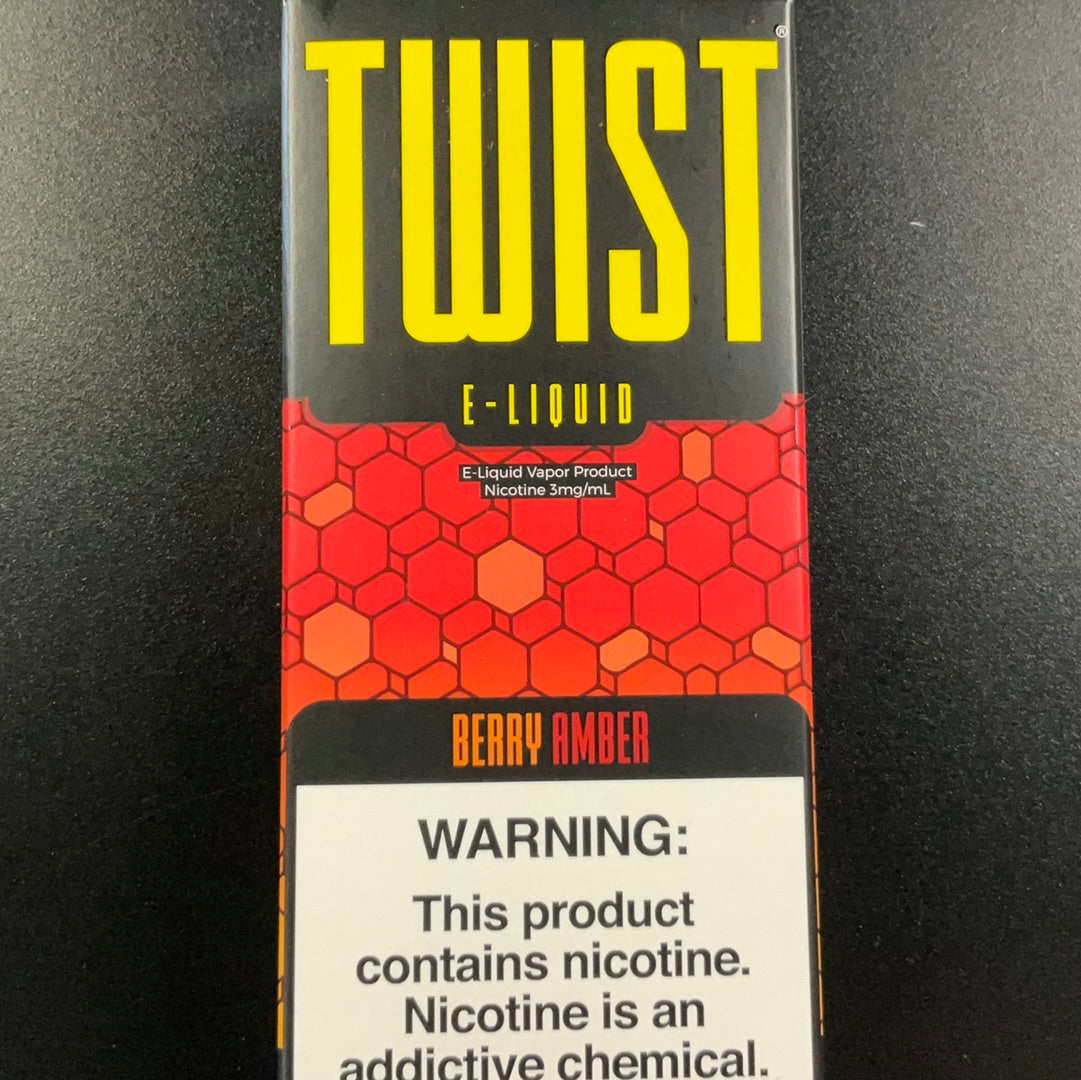 TWIST®
E-LIQUID
E-Liquid Vapor Product
Nicotine 3mg/mL
BERRY AMBER
WARNING:
This product
contains nicotine.
Nicotine is an
addictive chemical.